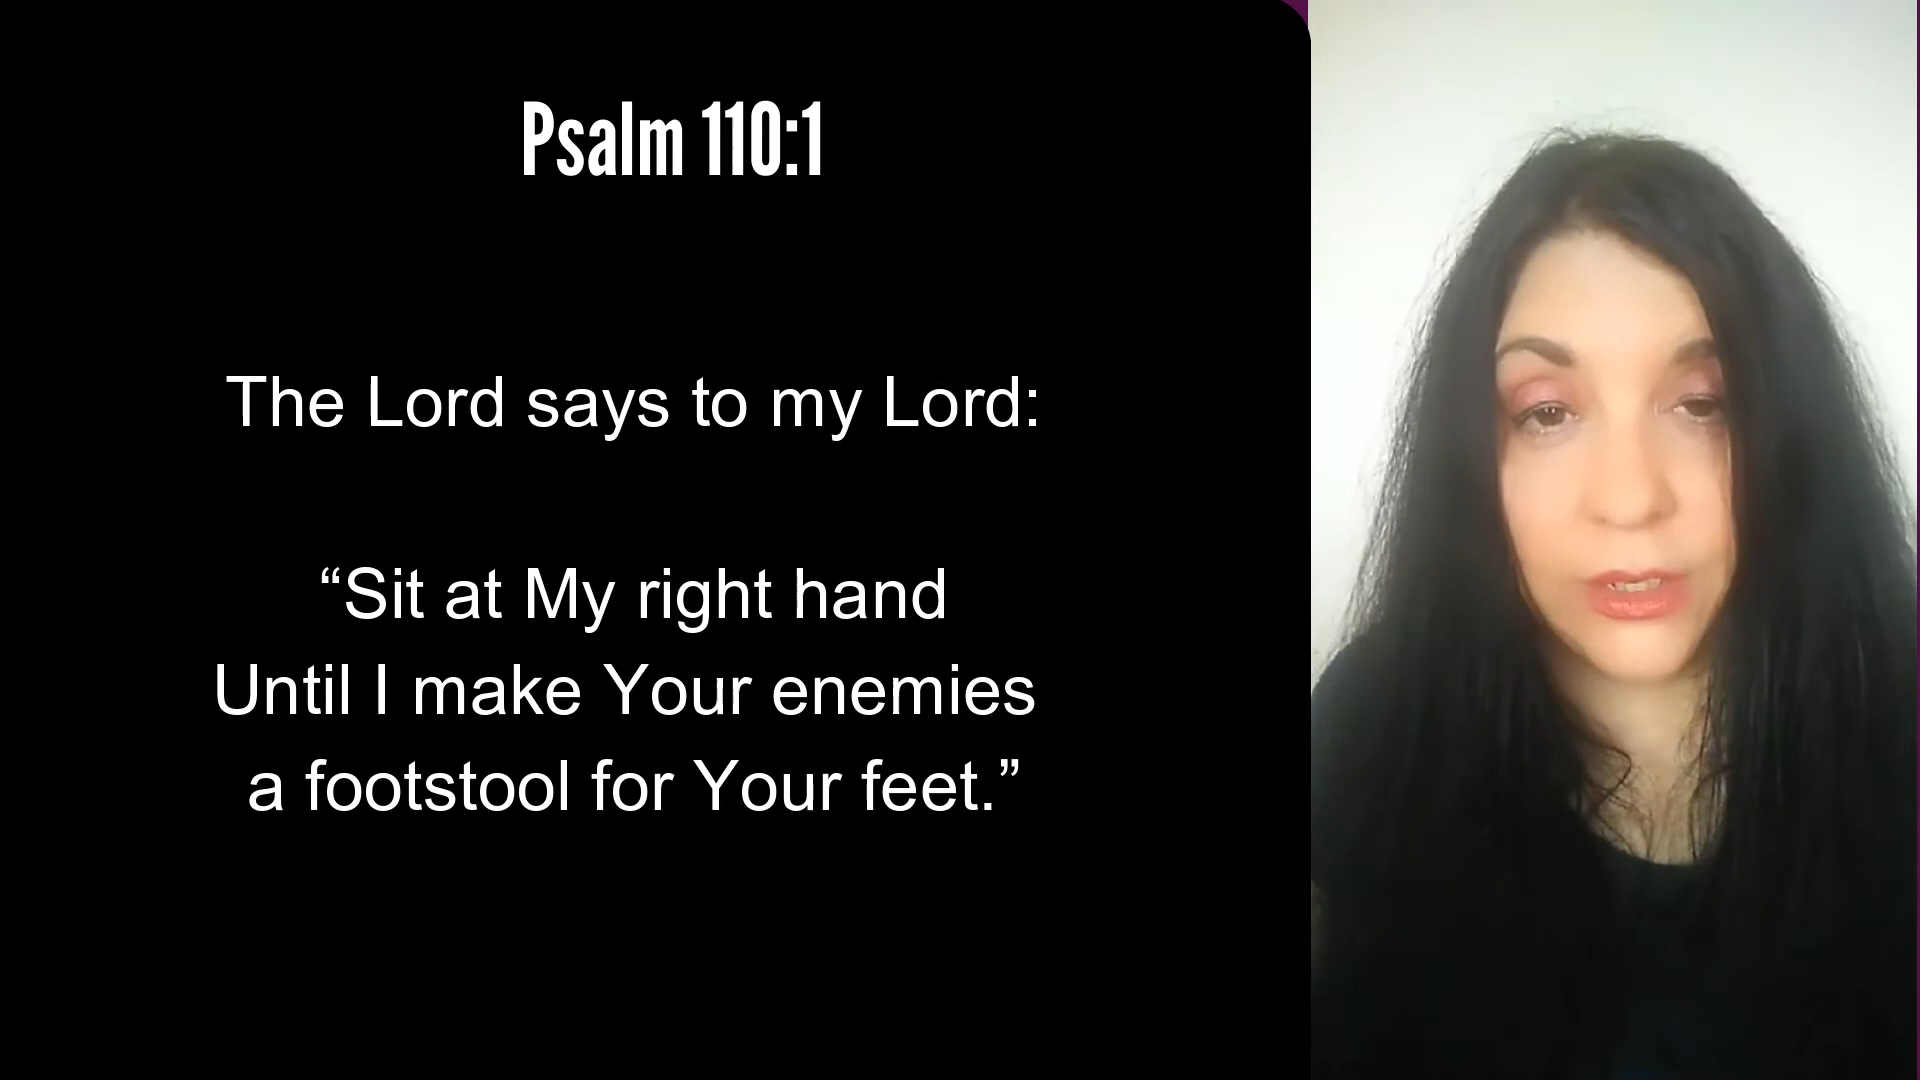 Psalm 110:1
The Lord says to my Lord:
“Sit at My right hand
Until I make Your enemies
a footstool for Your feet.”